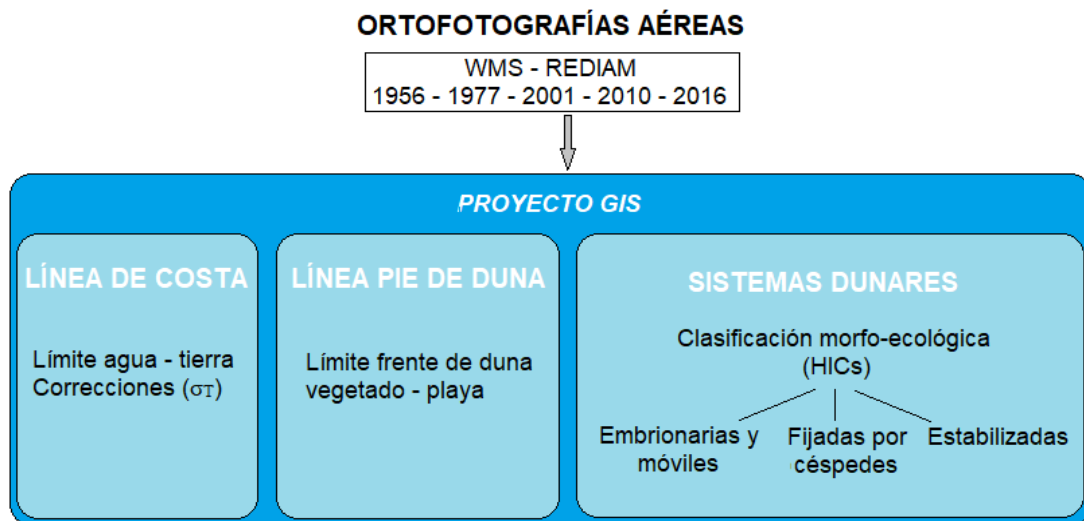 ORTOFOTOGRAFÍAS AÉREAS
WMS - REDIAM
1956 - 1977 - 2001 - 2010 - 2016
PROYECTO GIS
LÍNEA DE COSTA
Límite agua - tierra
Correcciones (σT)
LÍNEA PIE DE DUNA
Límite frente de duna
vegetado - playa
SISTEMAS DUNARES
Clasificación morfo-ecológica
(HICs)
Embrionarias y
móviles
Fijadas por
céspedes
Estabilizadas